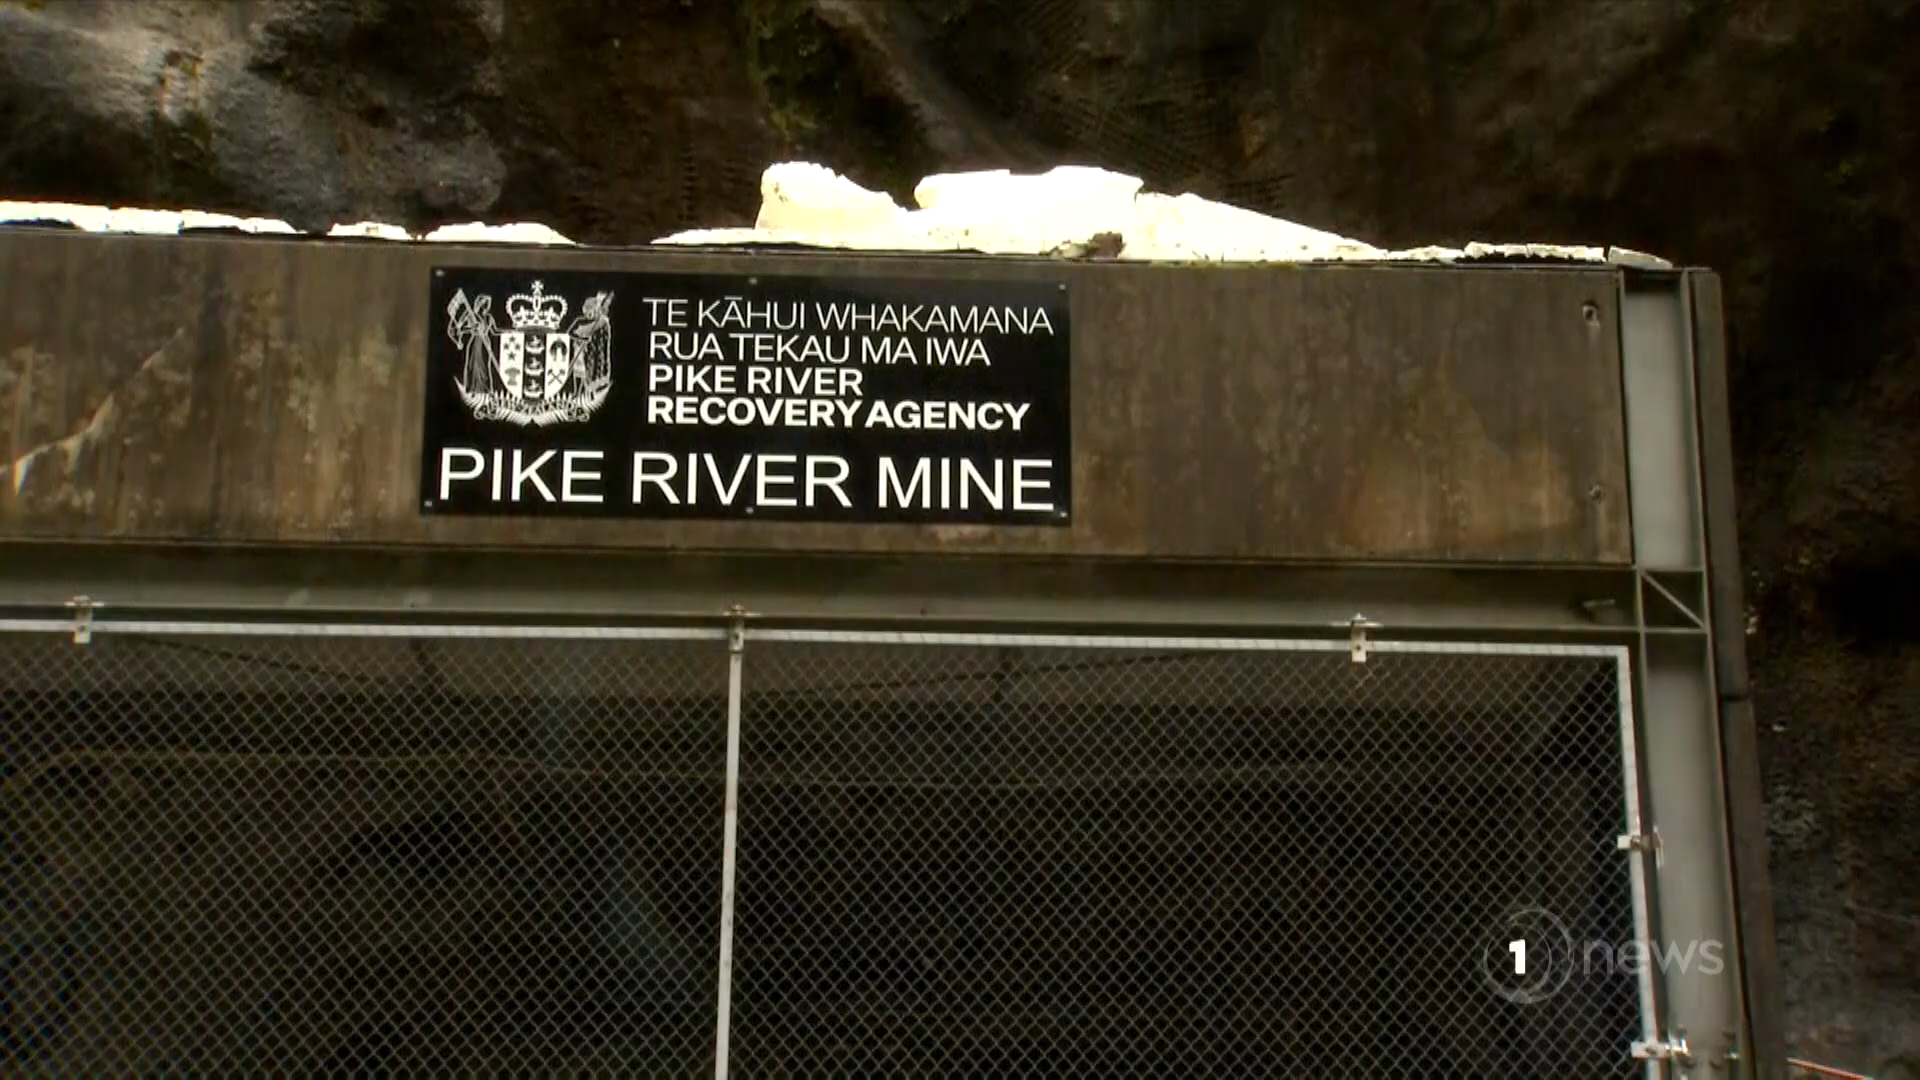 TE KĀHUI WHAKAMANA
RUA TEKAU MA IWA
PIKE RIVER
RECOVERY AGENCY
PIKE RIVER MINE
1 news